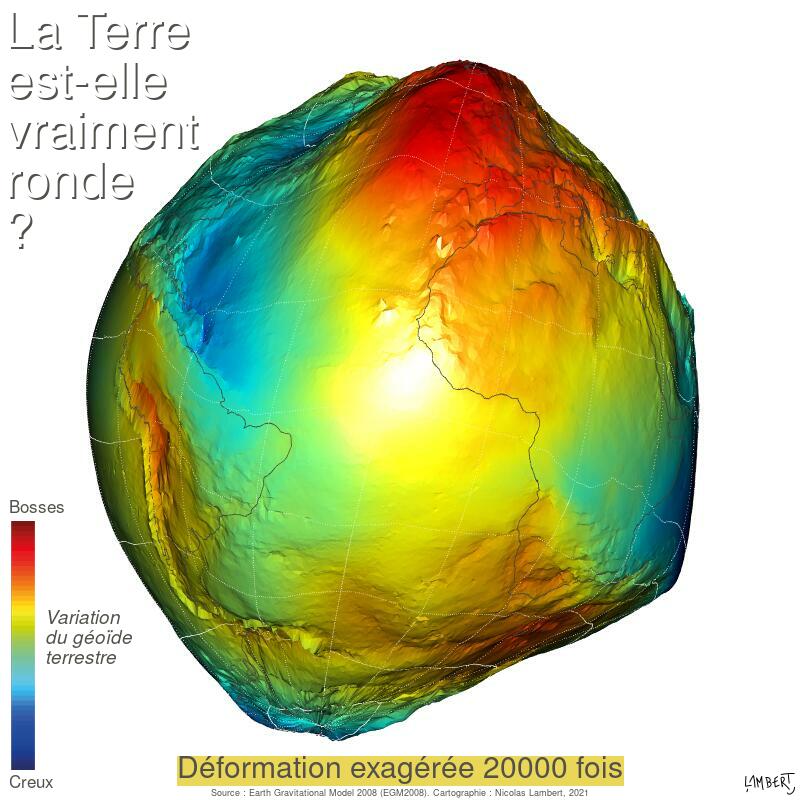 La Terre
est-elle
vraiment
ronde
?
Bosses
Variation
du géoïde
terrestre
Creux
Déformation exagérée 20000 fois
Source : Earth Gravitational Model 2008 (EGM2008). Cartographie : Nicolas Lambert, 2021
LAMBERT